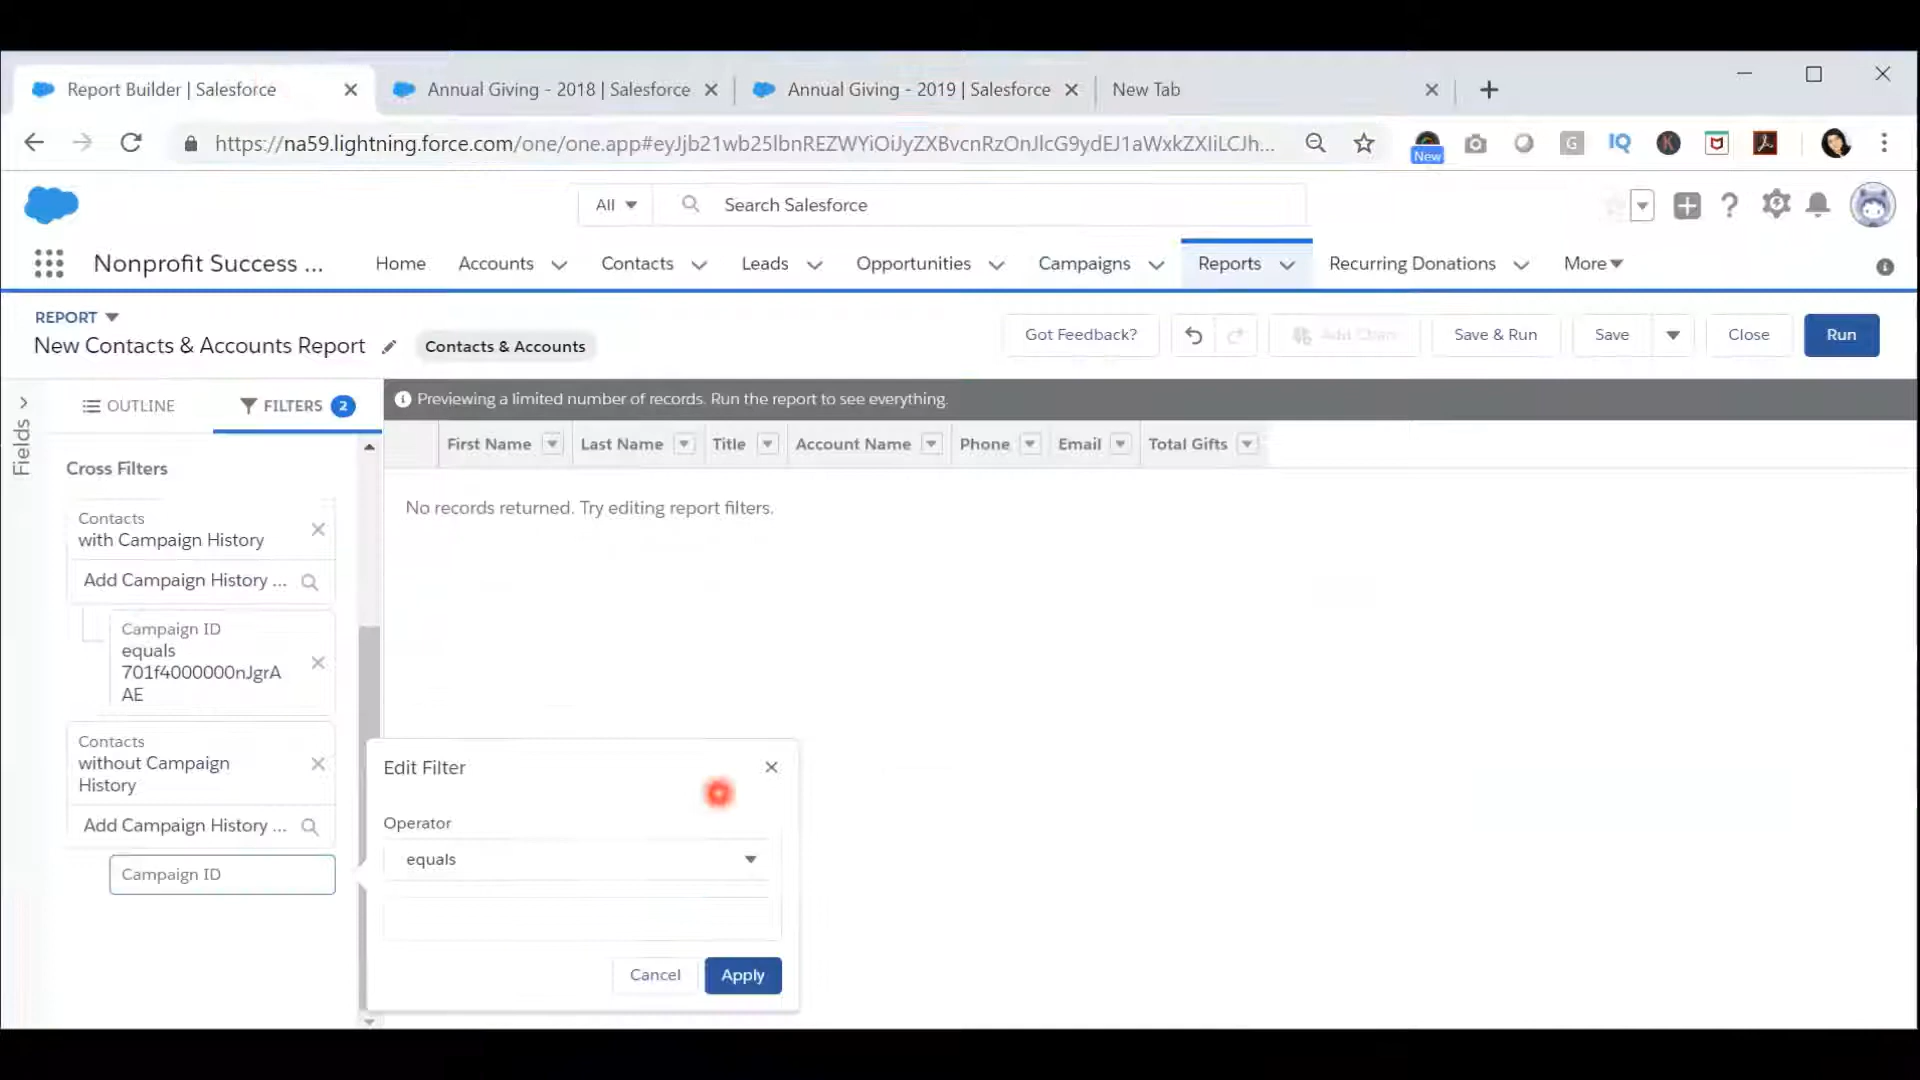 Report Builder | Salesforce
Annual Giving - 2018 | Salesforce
Annual Giving - 2019 | Salesforce
New Tab
https://na59.lightning.force.com/one/one.app#eyJjb21wb25lbnREZWYiOiJyZXBvcnRzOnJlcG9ydEJ1aWxkZXIiLCJh...
New
G
IQ
K
All
Search Salesforce
Nonprofit Success ...
Home
Accounts
Contacts
Leads
Opportunities
Campaigns
Reports
Recurring Donations
More
REPORT
New Contacts & Accounts Report
Contacts & Accounts
Got Feedback?
Add Chart
Save & Run
Save
Close
Run
Fields
OUTLINE
FILTERS 2
Previewing a limited number of records. Run the report to see everything.
First Name
Last Name
Title
Account Name
Phone
Email
Total Gifts
No records returned. Try editing report filters.
Cross Filters
Contacts
with Campaign History
Add Campaign History ...
Campaign ID
equals
701f4000000nJgrA
AE
Contacts
without Campaign
History
Add Campaign History ...
Campaign ID
Edit Filter
Operator
equals
Cancel
Apply